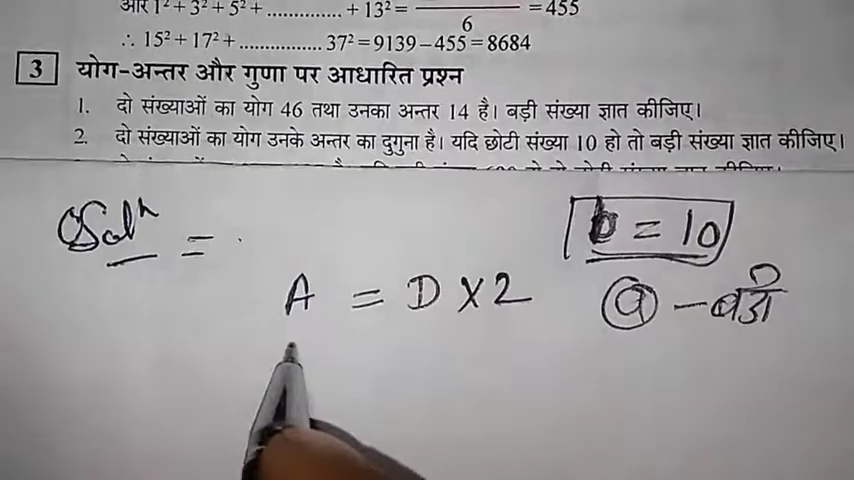 और 1² + 3² + 5² + .............. + 13² = ――― = 455
6
∴ 15² + 17² + ................ 37² = 9139 – 455 = 8684
3 योग-अन्तर और गुणा पर आधारित प्रश्न
1. दो संख्याओं का योग 46 तथा उनका अन्तर 14 है। बड़ी संख्या ज्ञात कीजिए।
2. दो संख्याओं का योग उनके अन्तर का दुगुना है। यदि छोटी संख्या 10 हो तो बड़ी संख्या ज्ञात कीजिए।
Solⁿ =
b = 10
A = D × 2
a – बड़ी